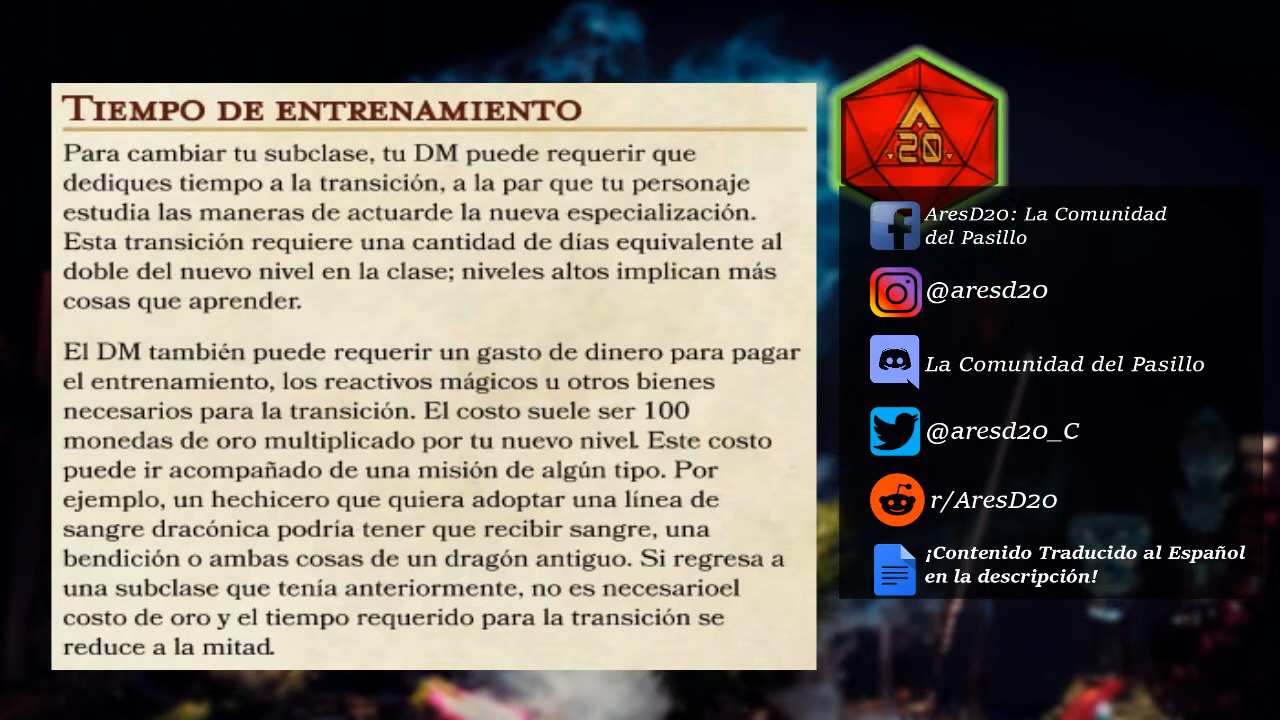 TIEMPO DE ENTRENAMIENTO
Para cambiar tu subclase, tu DM puede requerir que
dediques tiempo a la transición, a la par que tu personaje
estudia las maneras de actuarde la nueva especialización.
Esta transición requiere una cantidad de días equivalente al
doble del nuevo nivel en la clase; niveles altos implican más
cosas que aprender.
El DM también puede requerir un gasto de dinero para pagar
el entrenamiento, los reactivos mágicos u otros bienes
necesarios para la transición. El costo suele ser 100
monedas de oro multiplicado por tu nuevo nivel. Este costo
puede ir acompañado de una misión de algún tipo. Por
ejemplo, un hechicero que quiera adoptar una línea de
sangre dracónica podría tener que recibir sangre, una
bendición o ambas cosas de un dragón antiguo. Si regresa a
una subclase que tenía anteriormente, no es necesarioel
costo de oro y el tiempo requerido para la transición se
reduce a la mitad.
A
20
AresD20: La Comunidad
del Pasillo
@aresd20
La Comunidad del Pasillo
@aresd20_C
r/AresD20
¡Contenido Traducido al Español
en la descripción!